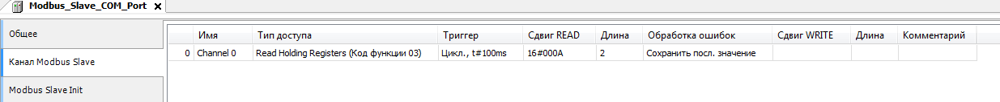 Modbus_Slave_COM_Port
Общее
Канал Modbus Slave
Modbus Slave Init
Имя Тип доступа Триггер Сдвиг READ Длина Обработка ошибок Сдвиг WRITE Длина Комментарий
0 Channel 0 Read Holding Registers (Код функции 03) Цикл., t#100ms 16#000A 2 Сохранить посл. значение